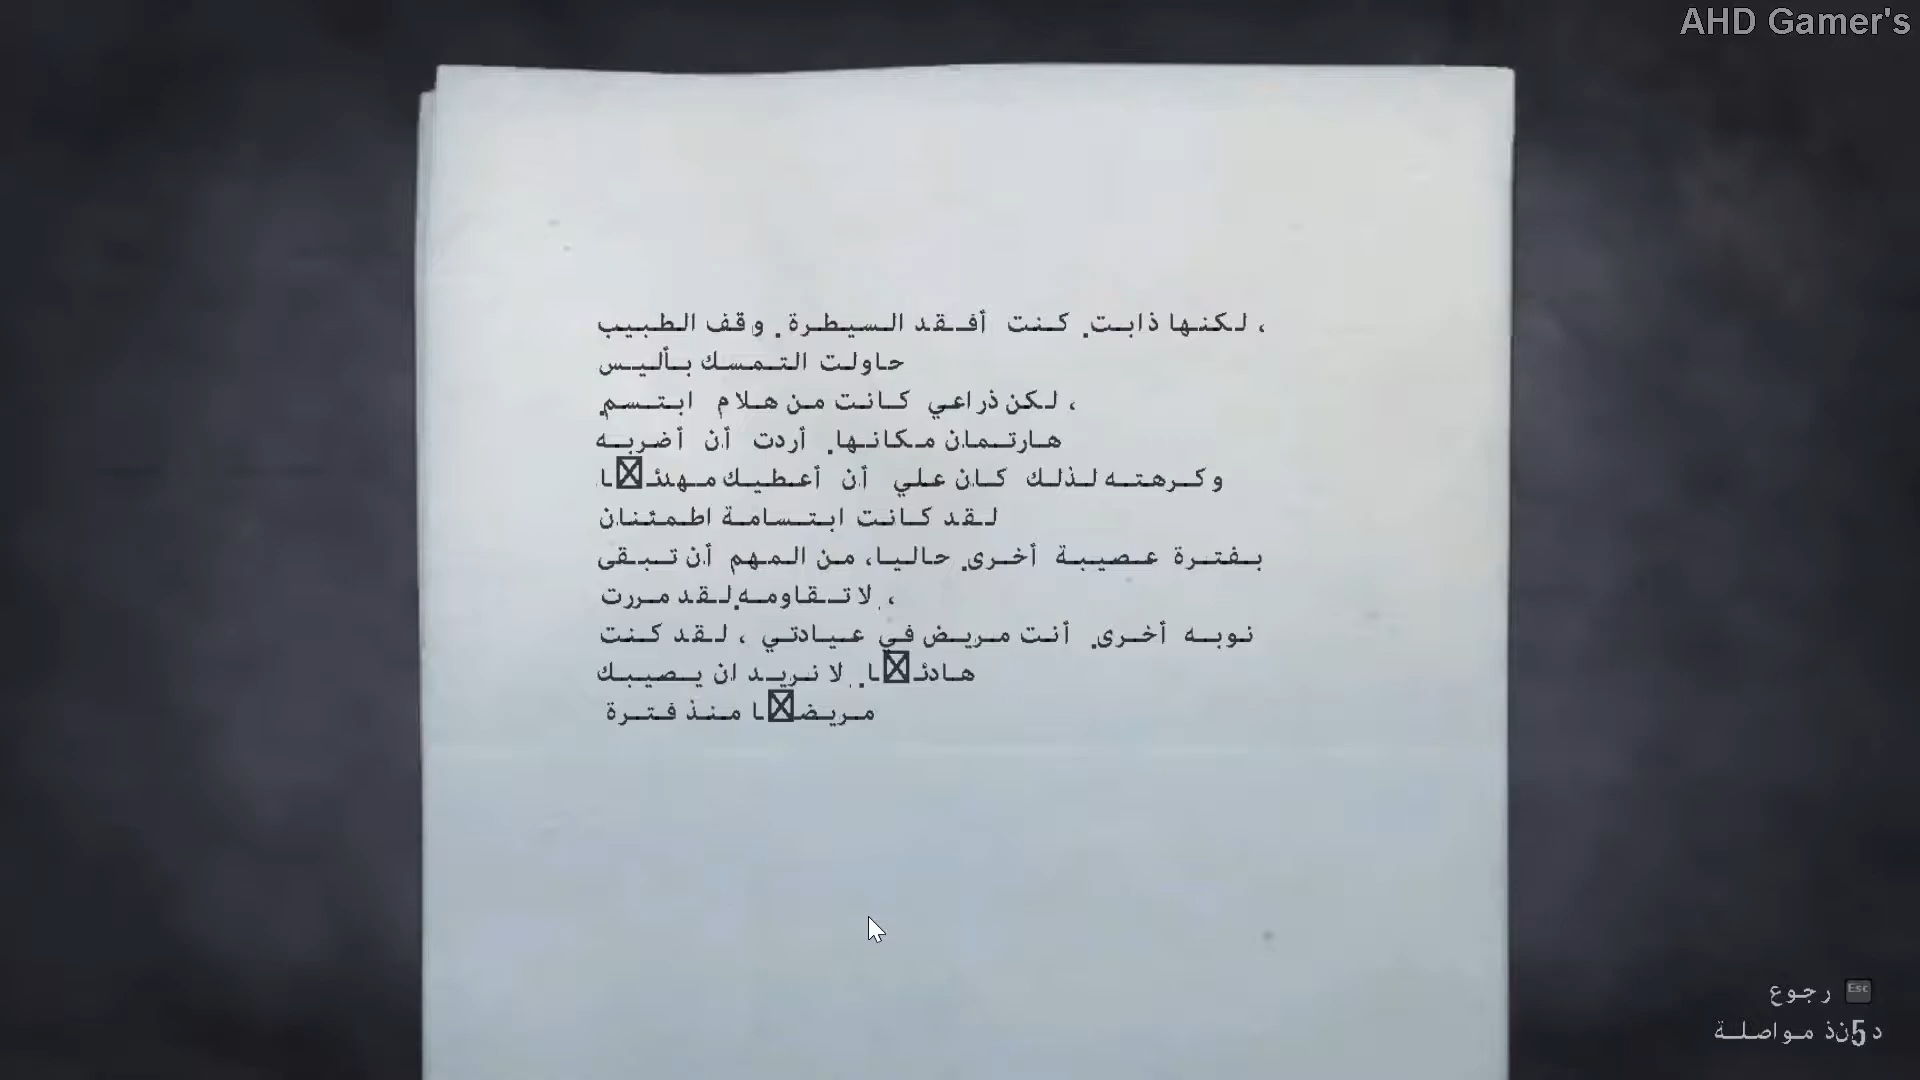 AHD Gamer's
، لكنها ذابت. كنت أفقد السيطرة. وقف الطبيب
حاولت التمسك بأليس
، لكن ذراعي كانت من هلام ابتسم.
هارتمان مكانها. أردت أن أضربه
وكرهته لذلك كان علي أن أعطيك مهدئا.
لقد كانت ابتسامة اطمئنان
بفترة عصيبة أخرى. حاليا، من المهم أن تبقى
، لا تقاومه.لقد مررت
نوبه أخرى. أنت مريض في عيادتي ، لقد كنت
هادئا. لا نريد ان يصيبك
مريضا منذ فترة
رجوع Esc
مواصلة